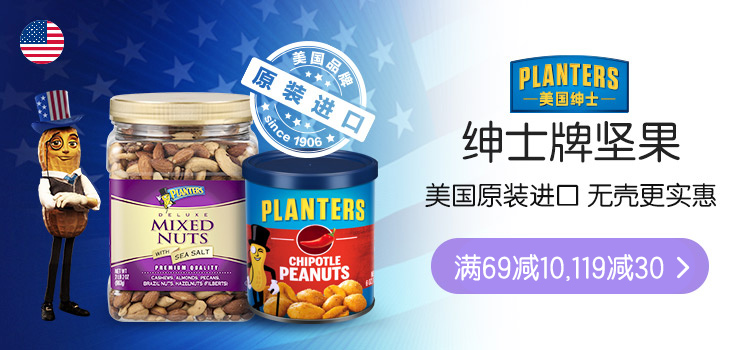 美国品牌
原装进口
since 1906
PLANTERS
DELUXE
MIXED
NUTS
WITH
SEA SALT
PREMIUM QUALITY
CASHEWS, ALMONDS, PECANS,
BRAZIL NUTS, HAZELNUTS (FILBERTS)
NET WT
PLANTERS
CHIPOTLE
PEANUTS
PLANTERS
美国绅士
绅士牌坚果
美国原装进口 无壳更实惠
满69减10,119减30 >